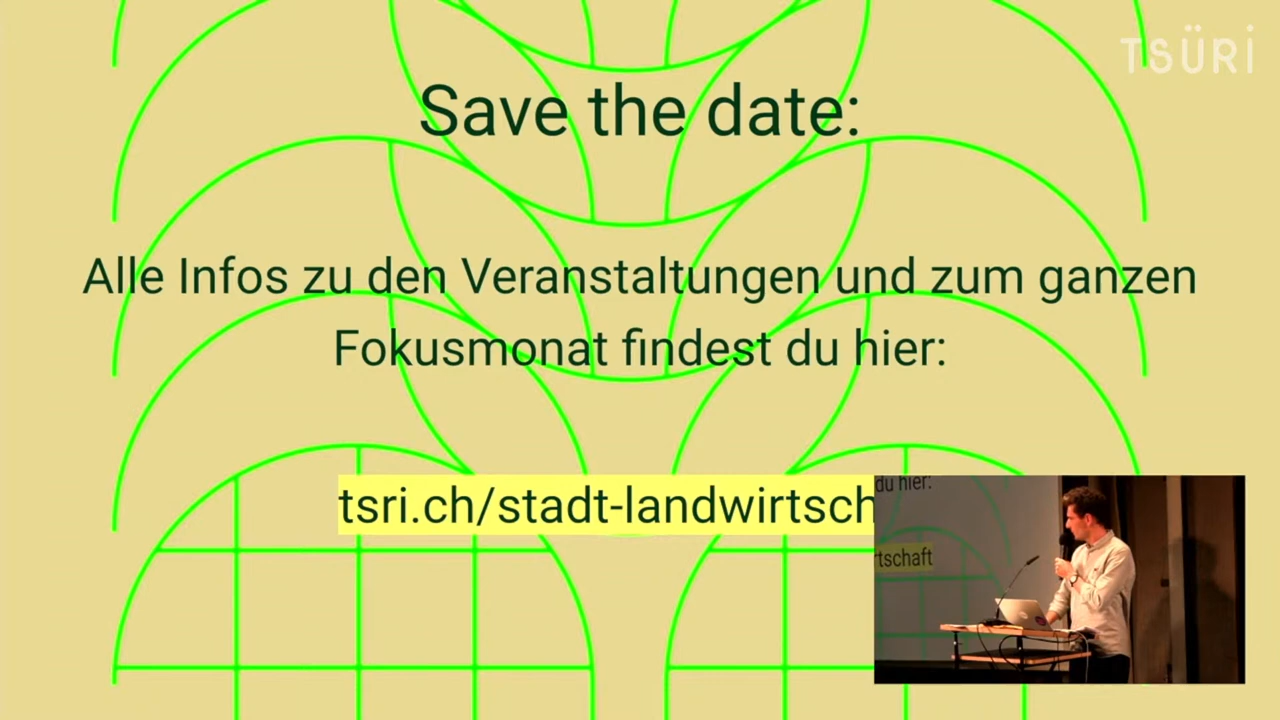 TSÜRİ
Save the date:
Alle Infos zu den Veranstaltungen und zum ganzen
Fokusmonat findest du hier:
tsri.ch/stadt-landwirtsch
du hier:
rtschaft